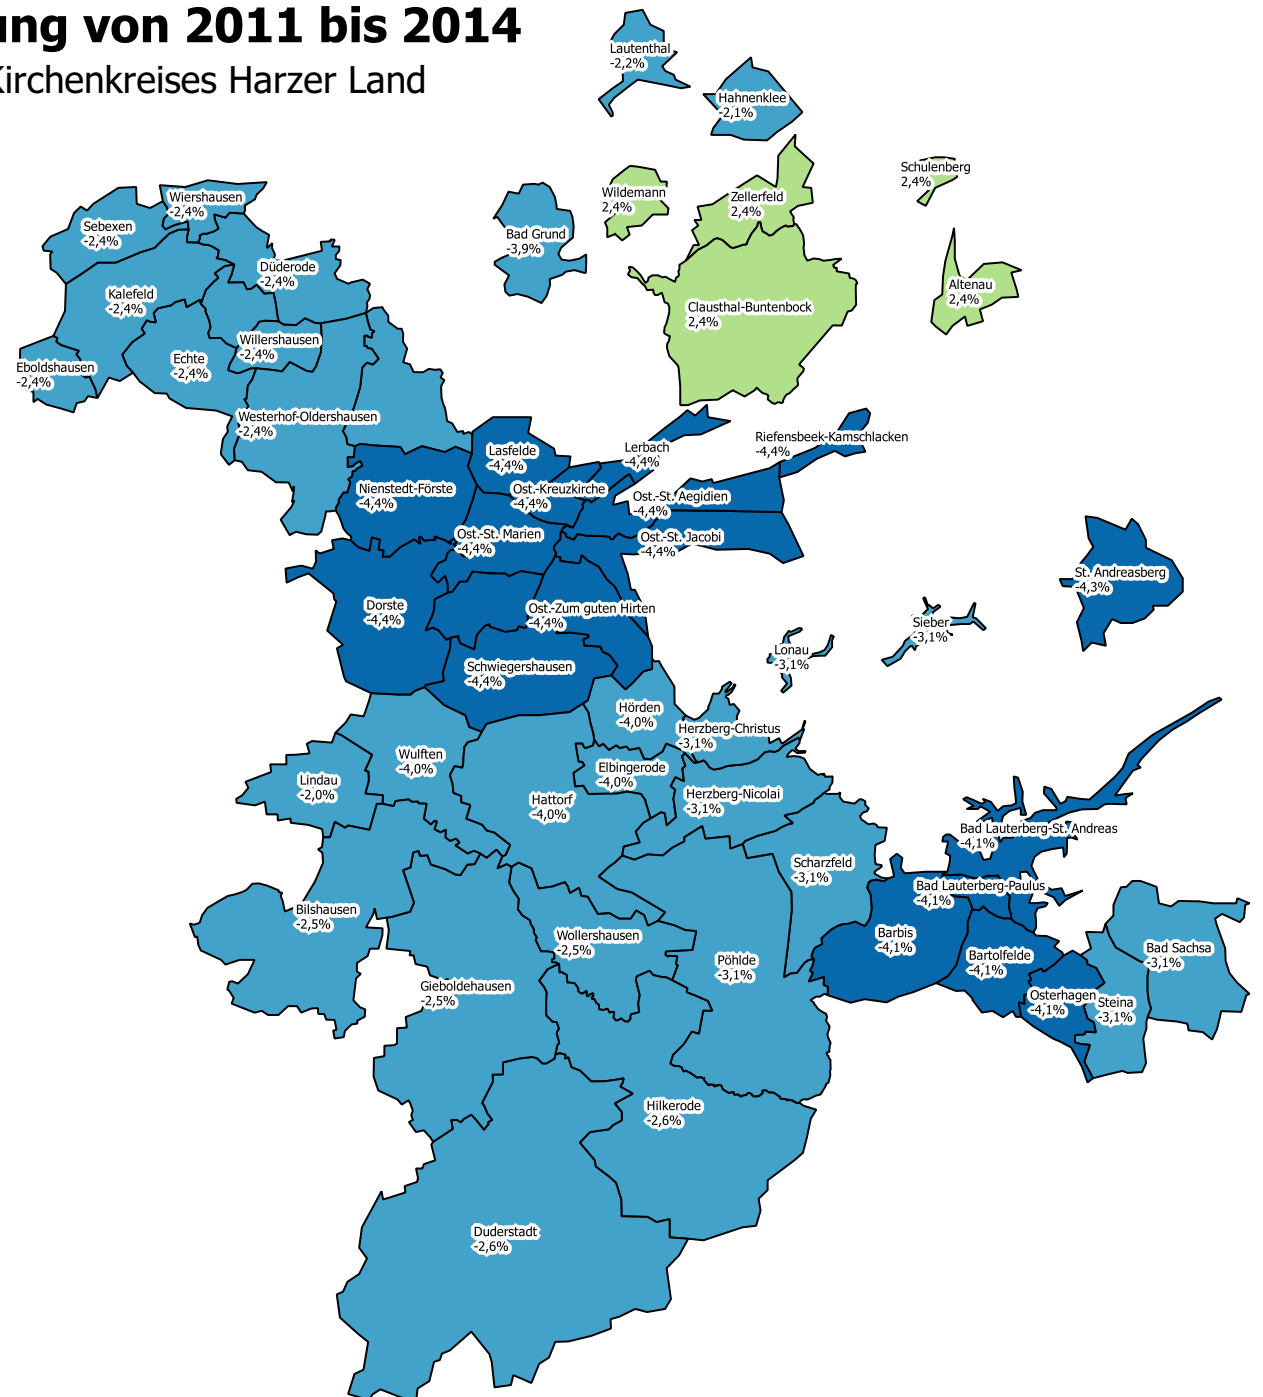 ung von 2011 bis 2014
Kirchenkreises Harzer Land
Lautenthal
-2,2%
Hahnenklee
-2,1%
Schulenberg
2,4%
Wildemann
2,4%
Zellerfeld
2,4%
Wiershausen
-2,4%
Sebexen
-2,4%
Bad Grund
-3,9%
Düderode
-2,4%
Kalefeld
-2,4%
Altenau
2,4%
Clausthal-Buntenbock
2,4%
Willershausen
-2,4%
Echte
-2,4%
Eboldshausen
-2,4%
Westerhof-Oldershausen
-2,4%
Lasfelde
-4,4%
Lerbach
-4,4%
Riefensbeek-Kamschlacken
-4,4%
Nienstedt-Förste
-4,4%
Ost.-Kreuzkirche
-4,4%
Ost.-St. Aegidien
-4,4%
Ost.-St. Marien
-4,4%
Ost.-St. Jacobi
-4,4%
St. Andreasberg
-4,3%
Dorste
-4,4%
Ost.-Zum guten Hirten
-4,4%
Sieber
-3,1%
Lonau
-3,1%
Schwiegershausen
-4,4%
Hörden
-4,0%
Herzberg-Christus
-3,1%
Wulften
-4,0%
Elbingerode
-4,0%
Lindau
-2,0%
Hattorf
-4,0%
Herzberg-Nicolai
-3,1%
Bad Lauterberg-St. Andreas
-4,1%
Scharzfeld
-3,1%
Bad Lauterberg-Paulus
-4,1%
Bilshausen
-2,5%
Wollershausen
-2,5%
Barbis
-4,1%
Bartolfelde
-4,1%
Bad Sachsa
-3,1%
Pöhlde
-3,1%
Gieboldehausen
-2,5%
Osterhagen
-4,1%
Steina
-3,1%
Hilkerode
-2,6%
Duderstadt
-2,6%